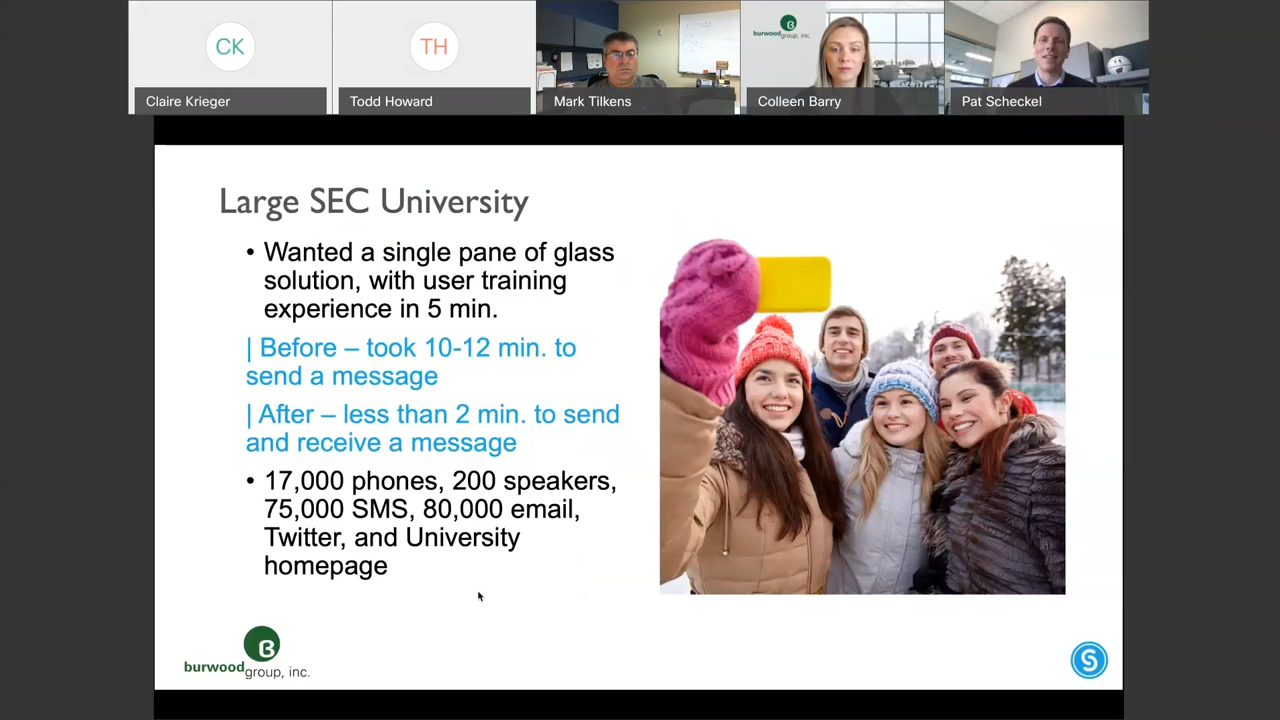 CK
TH
Claire Krieger
Todd Howard
Mark Tilkens
burwood
group, inc.
Colleen Barry
Pat Scheckel
Large SEC University
• Wanted a single pane of glass
solution, with user training
experience in 5 min.
| Before – took 10-12 min. to
send a message
| After – less than 2 min. to send
and receive a message
• 17,000 phones, 200 speakers,
75,000 SMS, 80,000 email,
Twitter, and University
homepage
B
burwood
group, inc.
S